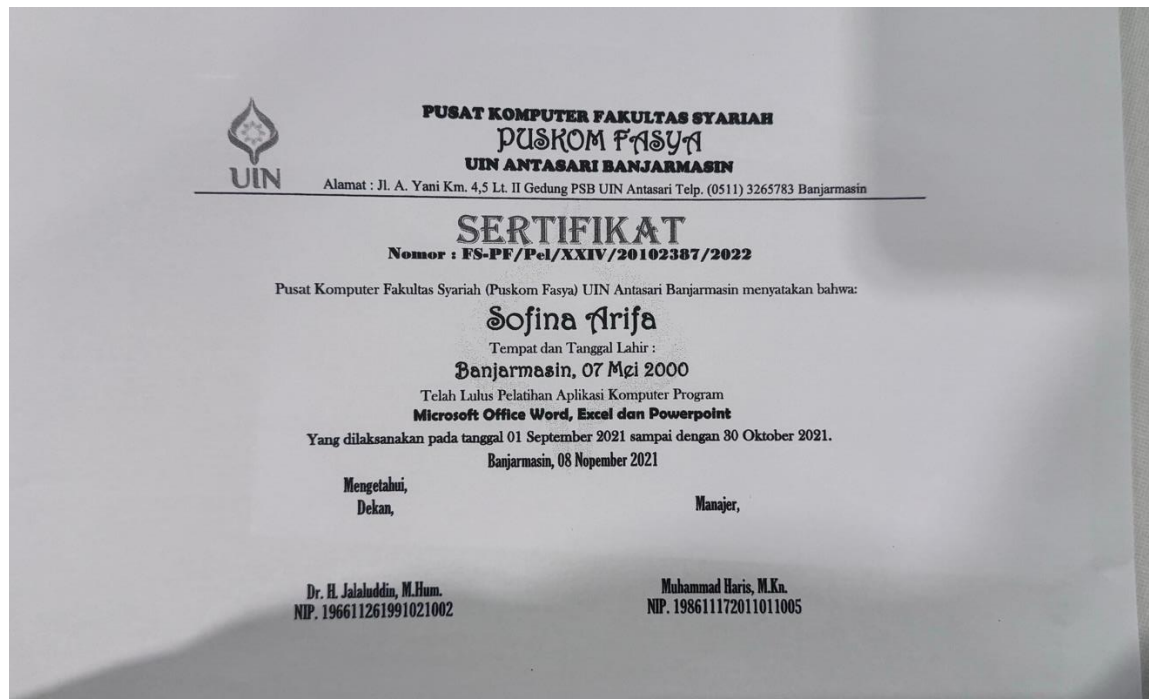 PUSAT KOMPUTER FAKULTAS SYARIAH
PUSKOM FASYA
UIN ANTASARI BANJARMASIN
UIN
Alamat : Jl. A. Yani Km. 4,5 Lt. II Gedung PSB UIN Antasari Telp. (0511) 3265783 Banjarmasin
SERTIFIKAT
Nomor : FS-PF/Pel/XXIV/20102387/2022
Pusat Komputer Fakultas Syariah (Puskom Fasya) UIN Antasari Banjarmasin menyatakan bahwa:
Sofina Arifa
Tempat dan Tanggal Lahir :
Banjarmasin, 07 Mei 2000
Telah Lulus Pelatihan Aplikasi Komputer Program
Microsoft Office Word, Excel dan Powerpoint
Yang dilaksanakan pada tanggal 01 September 2021 sampai dengan 30 Oktober 2021.
Banjarmasin, 08 Nopember 2021
Mengetahui,
Dekan,
Manajer,
Dr. H. Jalaluddin, M.Hum.
NIP. 196611261991021002
Muhammad Haris, M.Kn.
NIP. 198611172011011005